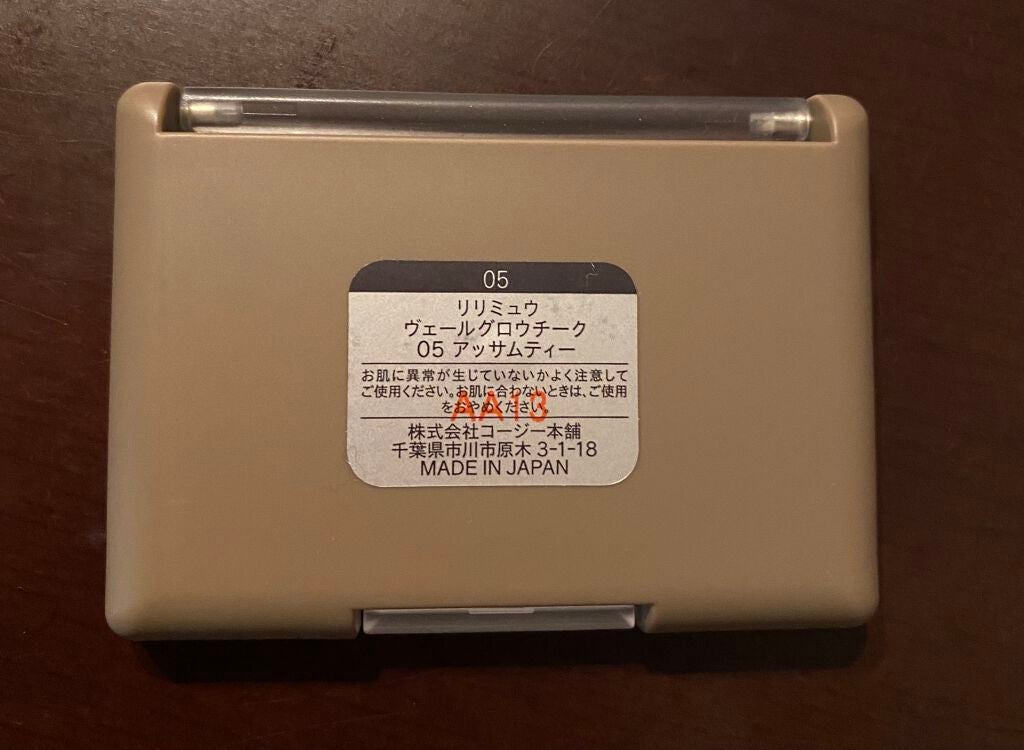 05
リリミュウ
ヴェールグロウチーク
05 アッサムティー
お肌に異常が生じていないかよく注意して
ご使用ください。お肌に合わないときは、ご使用
をおやめください。
AA13
株式会社コージー本舗
千葉県市川市原木 3-1-18
MADE IN JAPAN